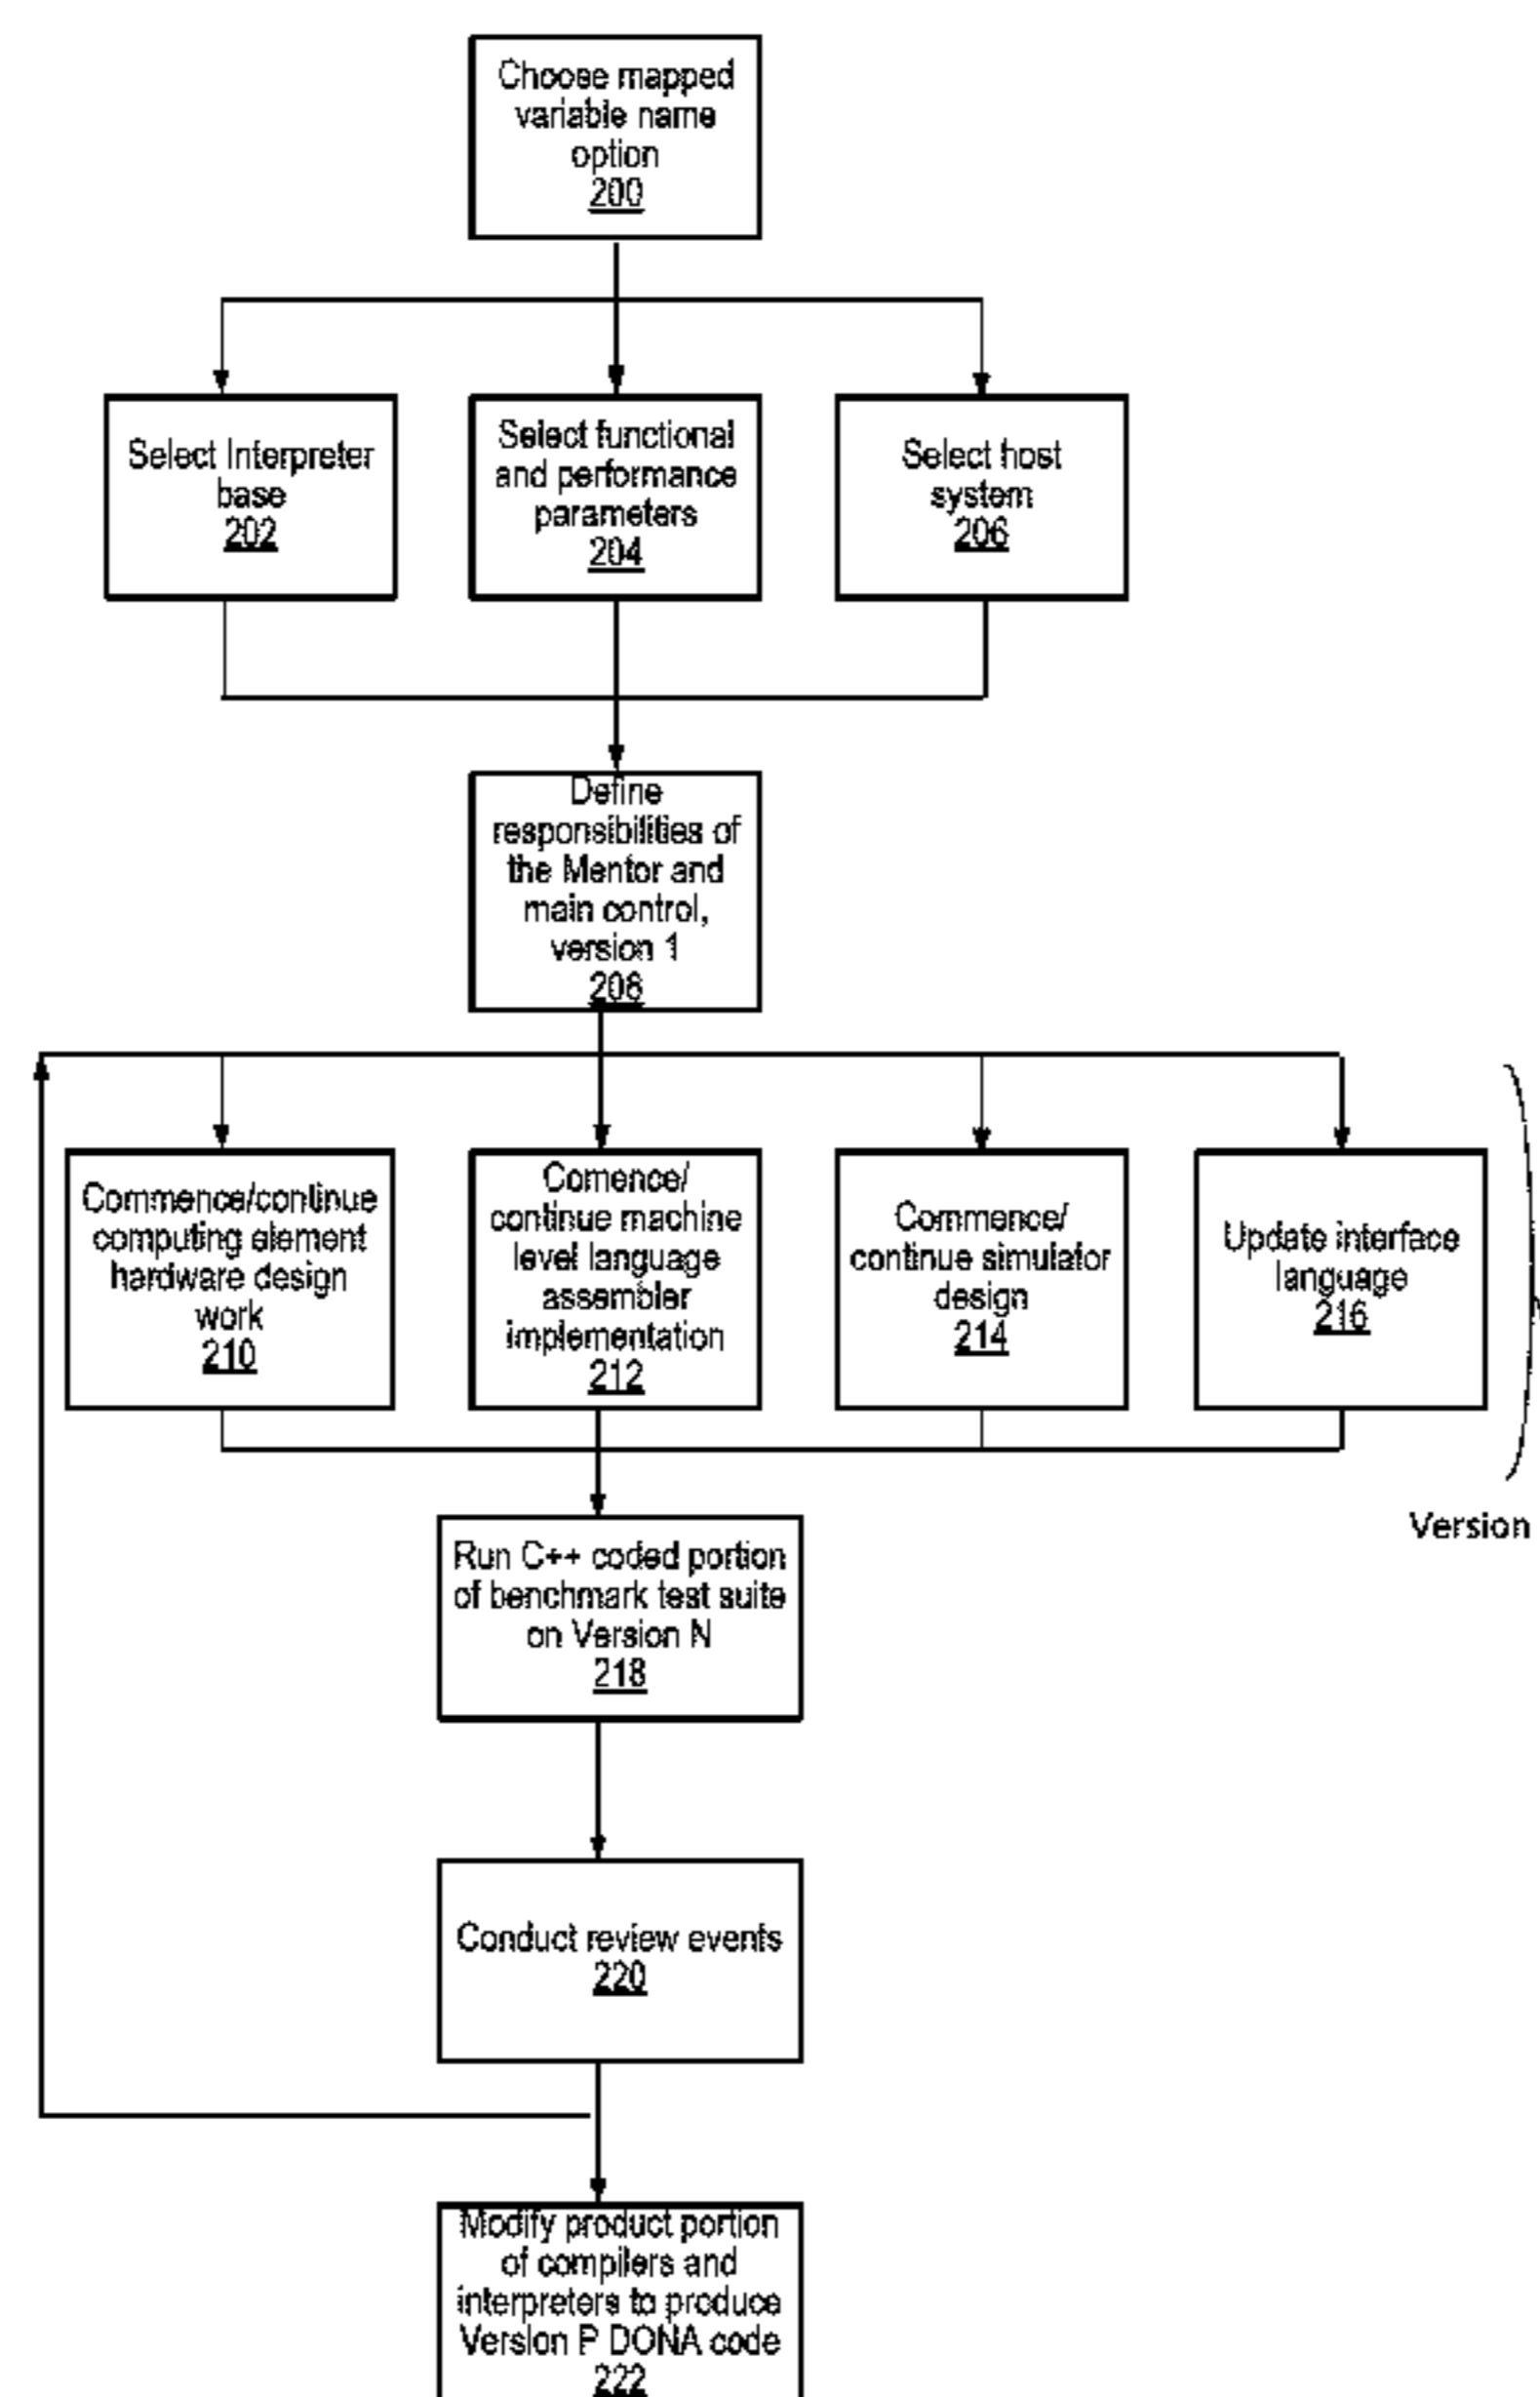 Choose mapped
variable name
option
200
Select Interpreter
base
202
Select functional
and performance
parameters
204
Select host
system
206
Define
responsibilities of
the Mentor and
main control,
version 1
208
Commence/continue
computing element
hardware design
work
210
Comence/
continue machine
level language
assembler
implementation
212
Commence/
continue simulator
design
214
Update interface
language
216
Version
Run C++ coded portion
of benchmark test suite
on Version N
218
Conduct review events
220
Modify product portion
of compilers and
interpreters to produce
Version P DONA code
222